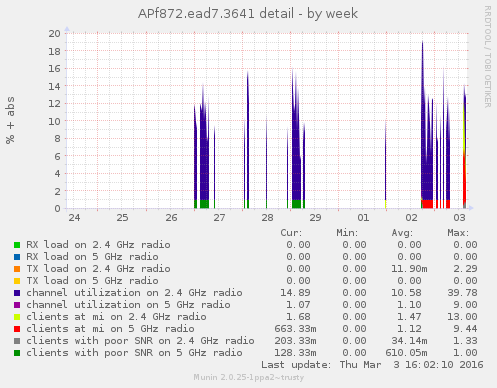 APf872.ead7.3641 detail - by week
RRDTOOL / TOBI OETIKER
% + abs
20
18
16
14
12
10
8
6
4
2
0
24 25 26 27 28 29 01 02 03
Cur: Min: Avg: Max:
RX load on 2.4 GHz radio 0.00 0.00 0.00 0.00
RX load on 5 GHz radio 0.00 0.00 0.00 0.00
TX load on 2.4 GHz radio 0.00 0.00 11.90m 2.29
TX load on 5 GHz radio 0.00 0.00 0.00 0.00
channel utilization on 2.4 GHz radio 14.89 0.00 10.58 39.78
channel utilization on 5 GHz radio 1.07 0.00 1.10 9.00
clients at mi on 2.4 GHz radio 1.68 0.00 1.47 13.00
clients at mi on 5 GHz radio 663.33m 0.00 1.12 9.44
clients with poor SNR on 2.4 GHz radio 203.33m 0.00 34.14m 1.33
clients with poor SNR on 5 GHz radio 128.33m 0.00 610.05m 1.00
Last update: Thu Mar 3 16:02:10 2016
Munin 2.0.25-1ppa2~trusty